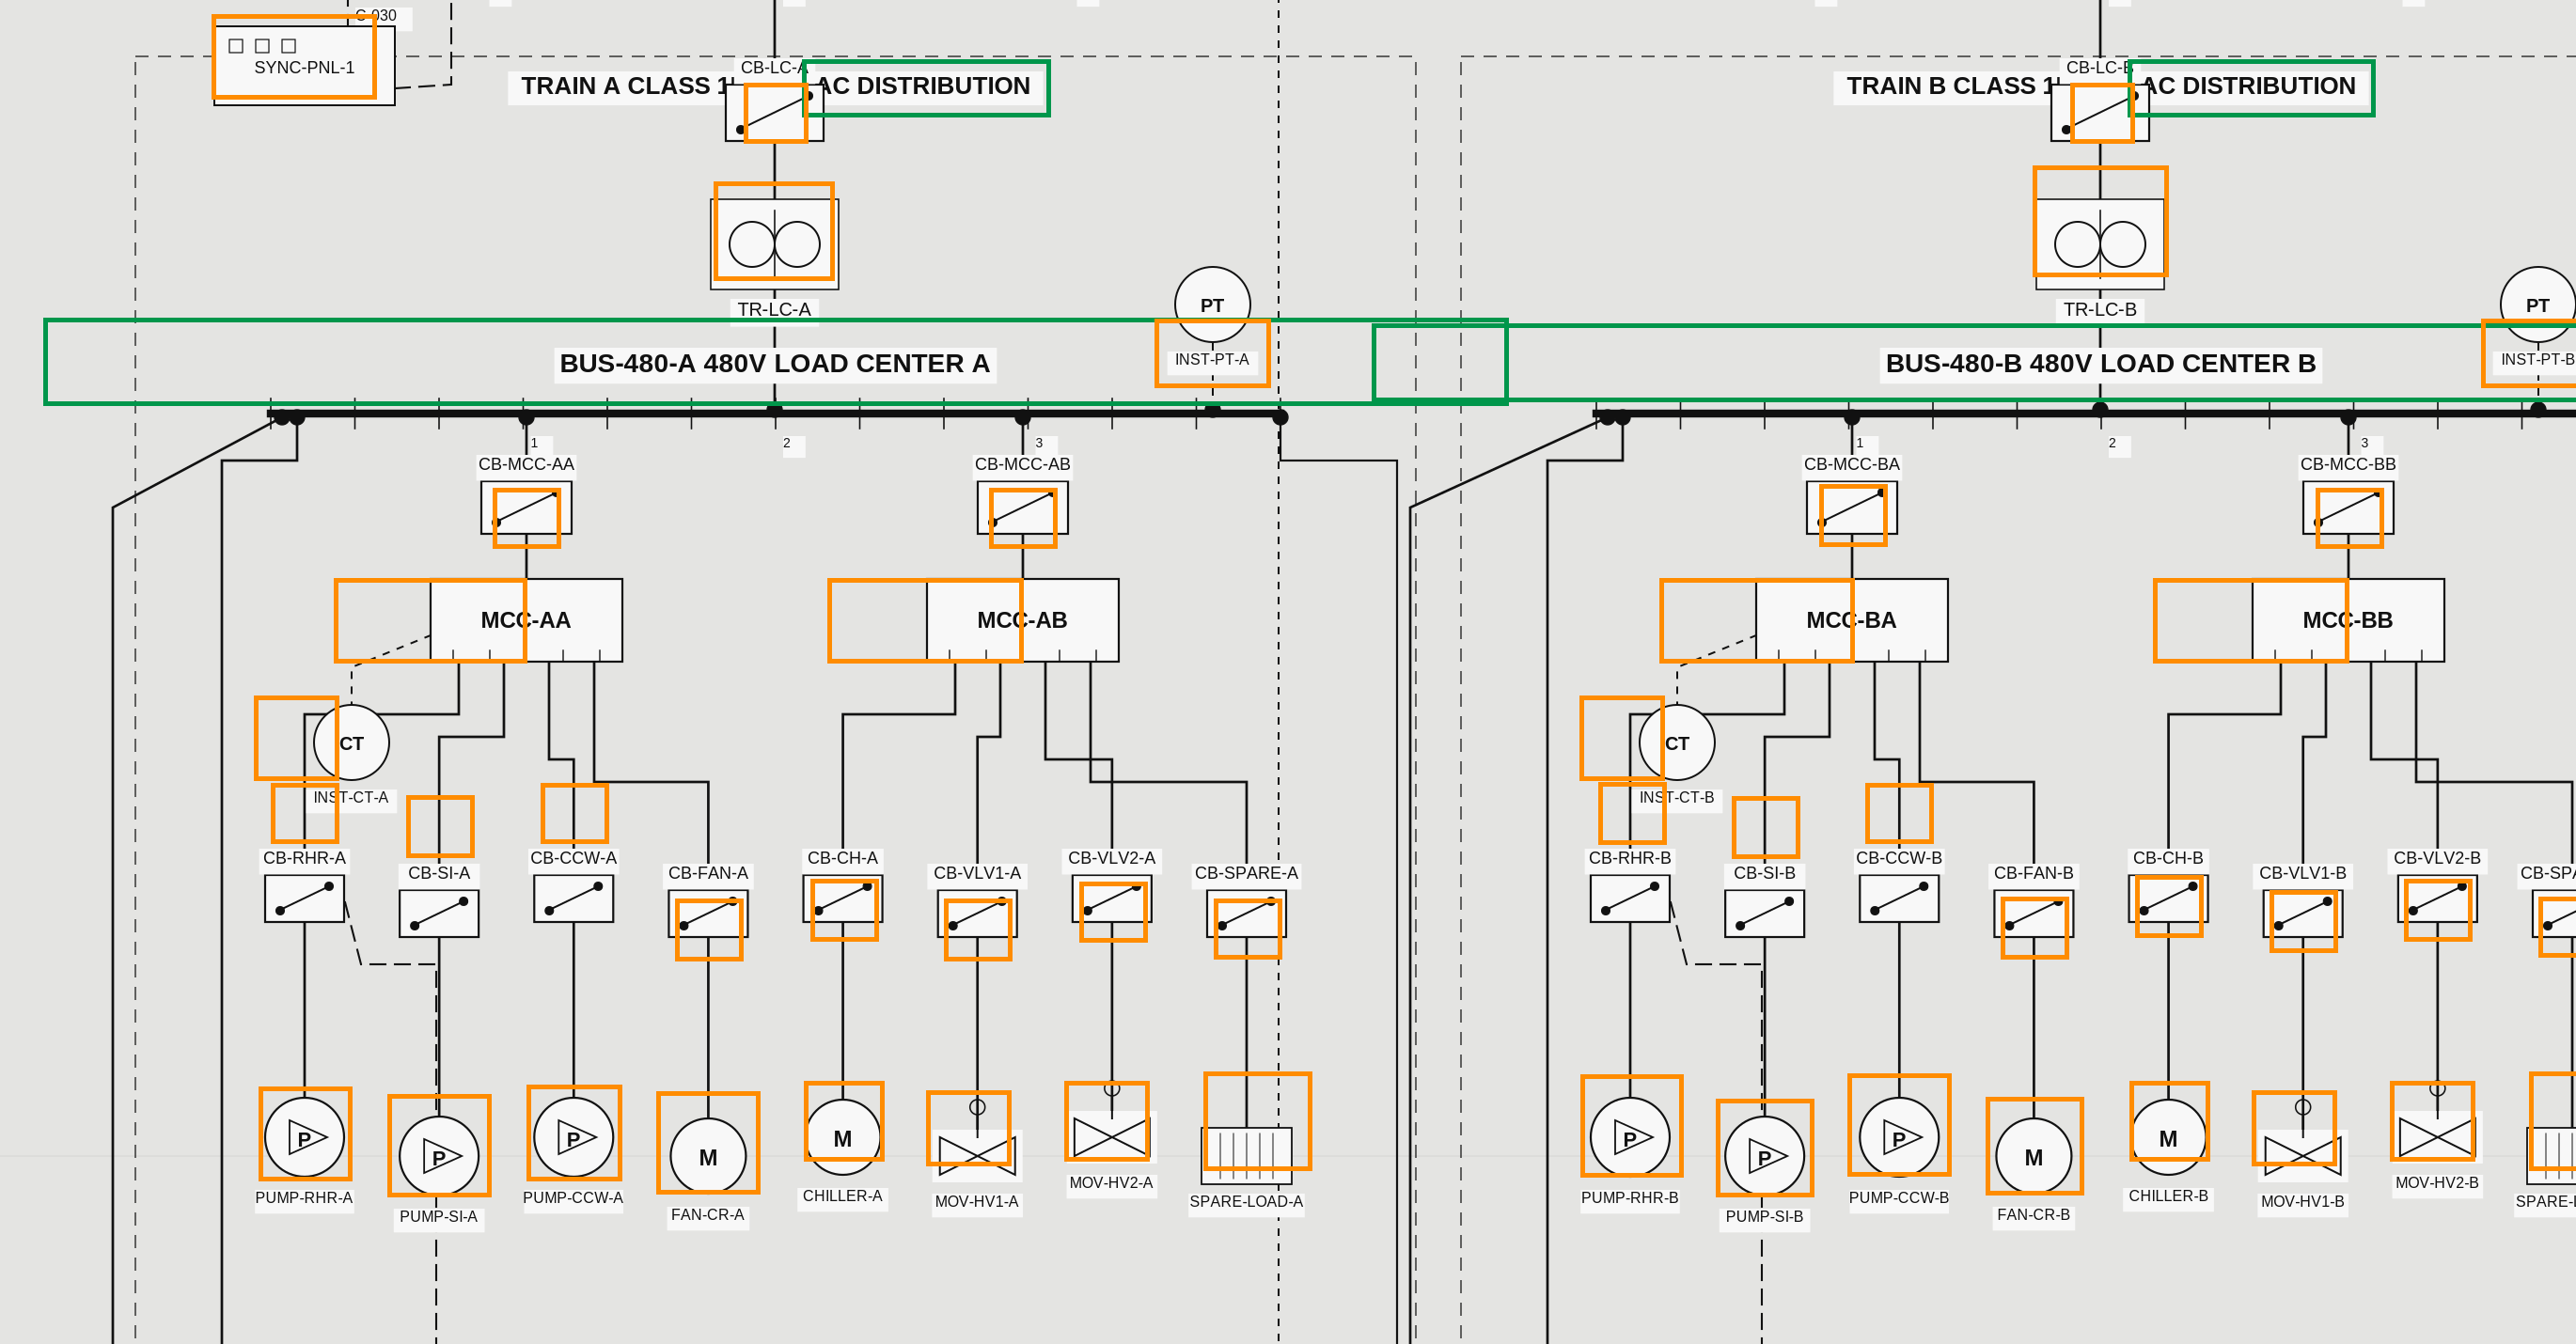 C-030
SYNC-PNL-1
CB-LC-A
TRAIN A CLASS 1
AC DISTRIBUTION
CB-LC-B
TRAIN B CLASS 1
AC DISTRIBUTION
PT
PT
TR-LC-A
TR-LC-B
INST-PT-A
INST-PT-B
BUS-480-A 480V LOAD CENTER A
BUS-480-B 480V LOAD CENTER B
1
2
3
1
2
3
CB-MCC-AA
CB-MCC-AB
CB-MCC-BA
CB-MCC-BB
MCC-AA
MCC-AB
MCC-BA
MCC-BB
CT
CT
INST-CT-A
INST-CT-B
CB-RHR-A
CB-SI-A
CB-CCW-A
CB-FAN-A
CB-CH-A
CB-VLV1-A
CB-VLV2-A
CB-SPARE-A
CB-RHR-B
CB-SI-B
CB-CCW-B
CB-FAN-B
CB-CH-B
CB-VLV1-B
CB-VLV2-B
CB-SPA
P
P
P
M
M
P
P
P
M
M
PUMP-RHR-A
PUMP-SI-A
PUMP-CCW-A
FAN-CR-A
CHILLER-A
MOV-HV1-A
MOV-HV2-A
SPARE-LOAD-A
PUMP-RHR-B
PUMP-SI-B
PUMP-CCW-B
FAN-CR-B
CHILLER-B
MOV-HV1-B
MOV-HV2-B